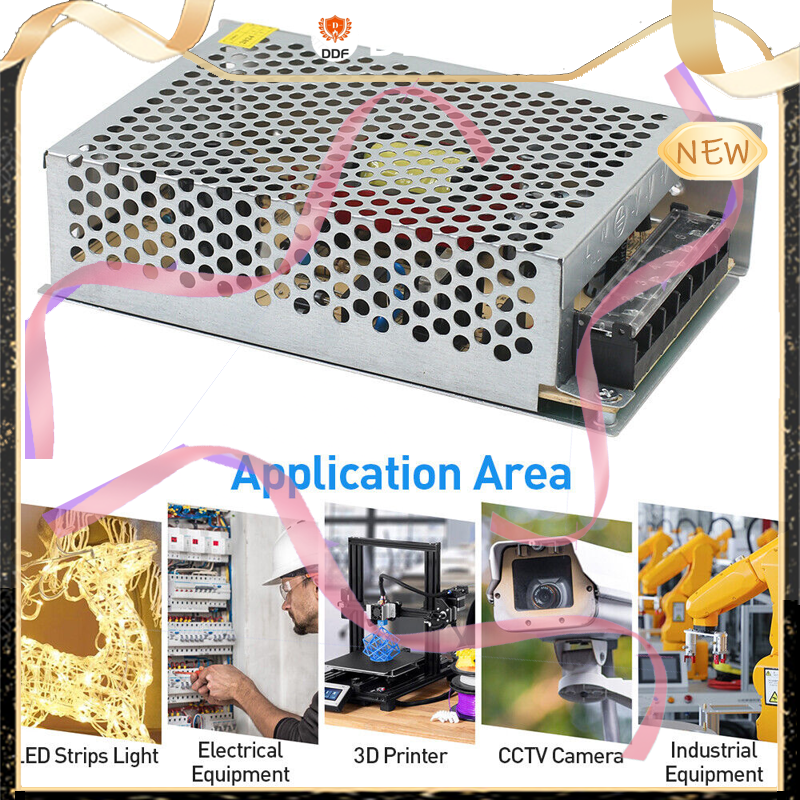 DDF
NEW
Application Area
LED Strips Light
Electrical
Equipment
3D Printer
CCTV Camera
Industrial
Equipment